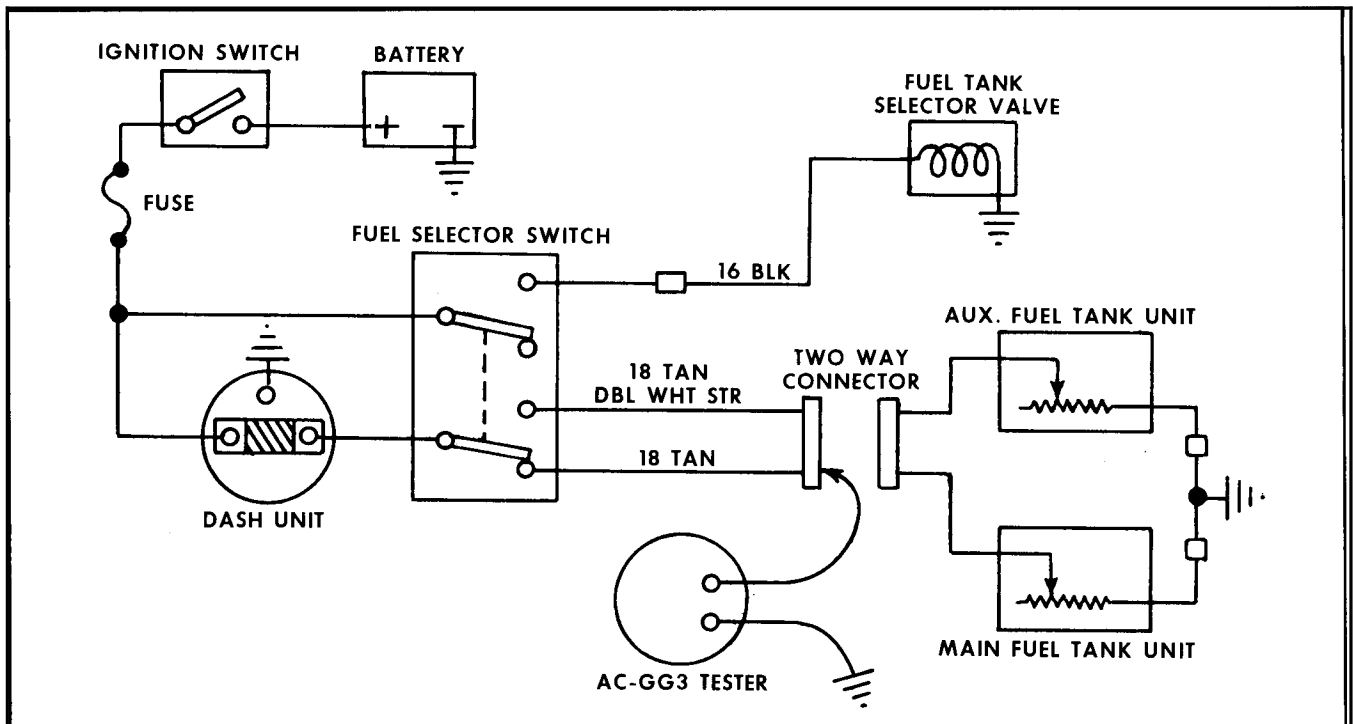 IGNITION SWITCH
BATTERY
FUEL TANK
SELECTOR VALVE
FUSE
FUEL SELECTOR SWITCH
16 BLK
AUX. FUEL TANK UNIT
TWO WAY
CONNECTOR
18 TAN
DBL WHT STR
18 TAN
DASH UNIT
MAIN FUEL TANK UNIT
AC-GG3 TESTER